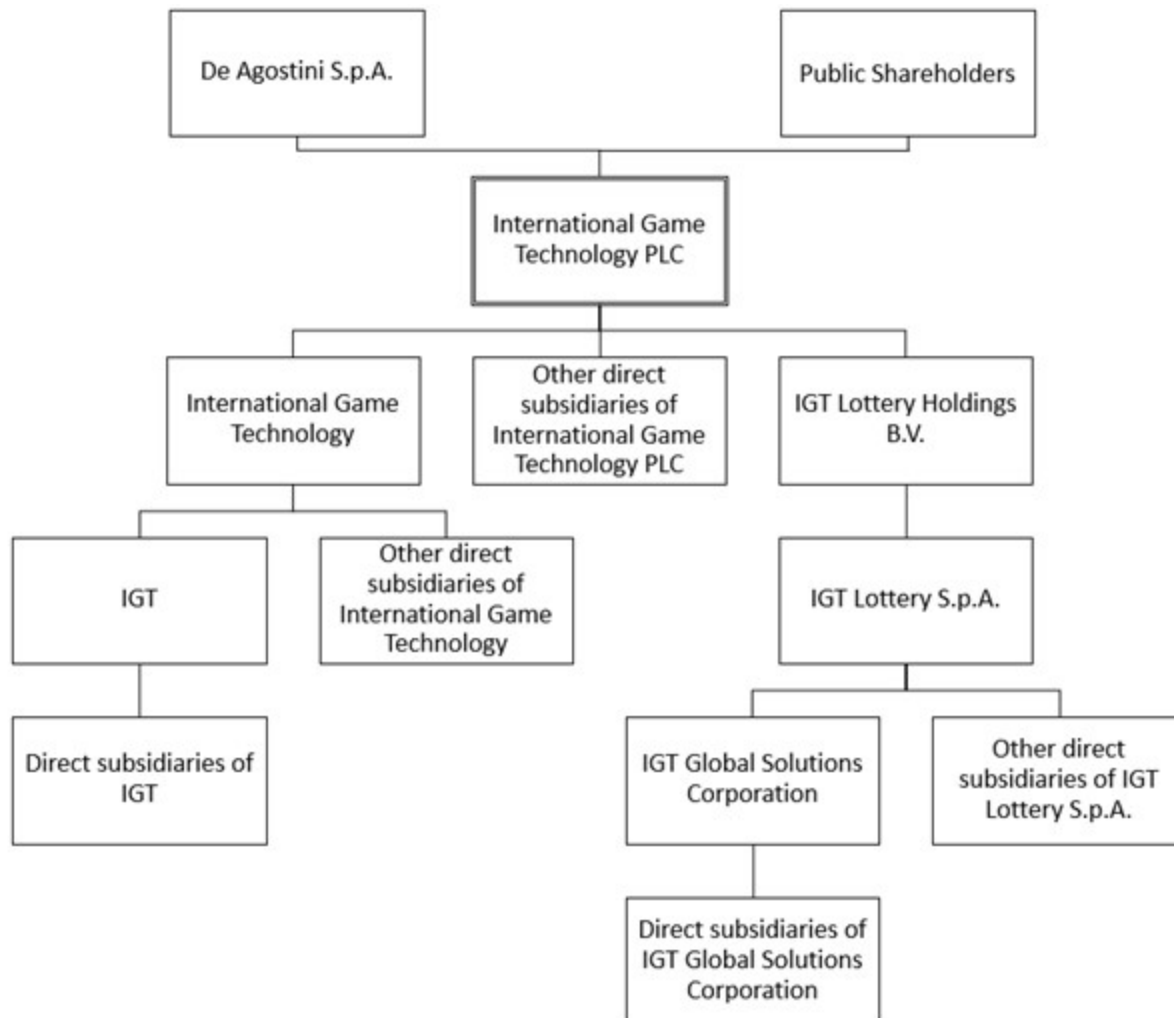 De Agostini S.p.A.
Public Shareholders
International Game
Technology PLC
International Game
Technology
Other direct
subsidiaries of
International Game
Technology PLC
IGT Lottery Holdings
B.V.
IGT
Other direct
subsidiaries of
International Game
Technology
IGT Lottery S.p.A.
Direct subsidiaries of
IGT
IGT Global Solutions
Corporation
Other direct
subsidiaries of IGT
Lottery S.p.A.
Direct subsidiaries of
IGT Global Solutions
Corporation